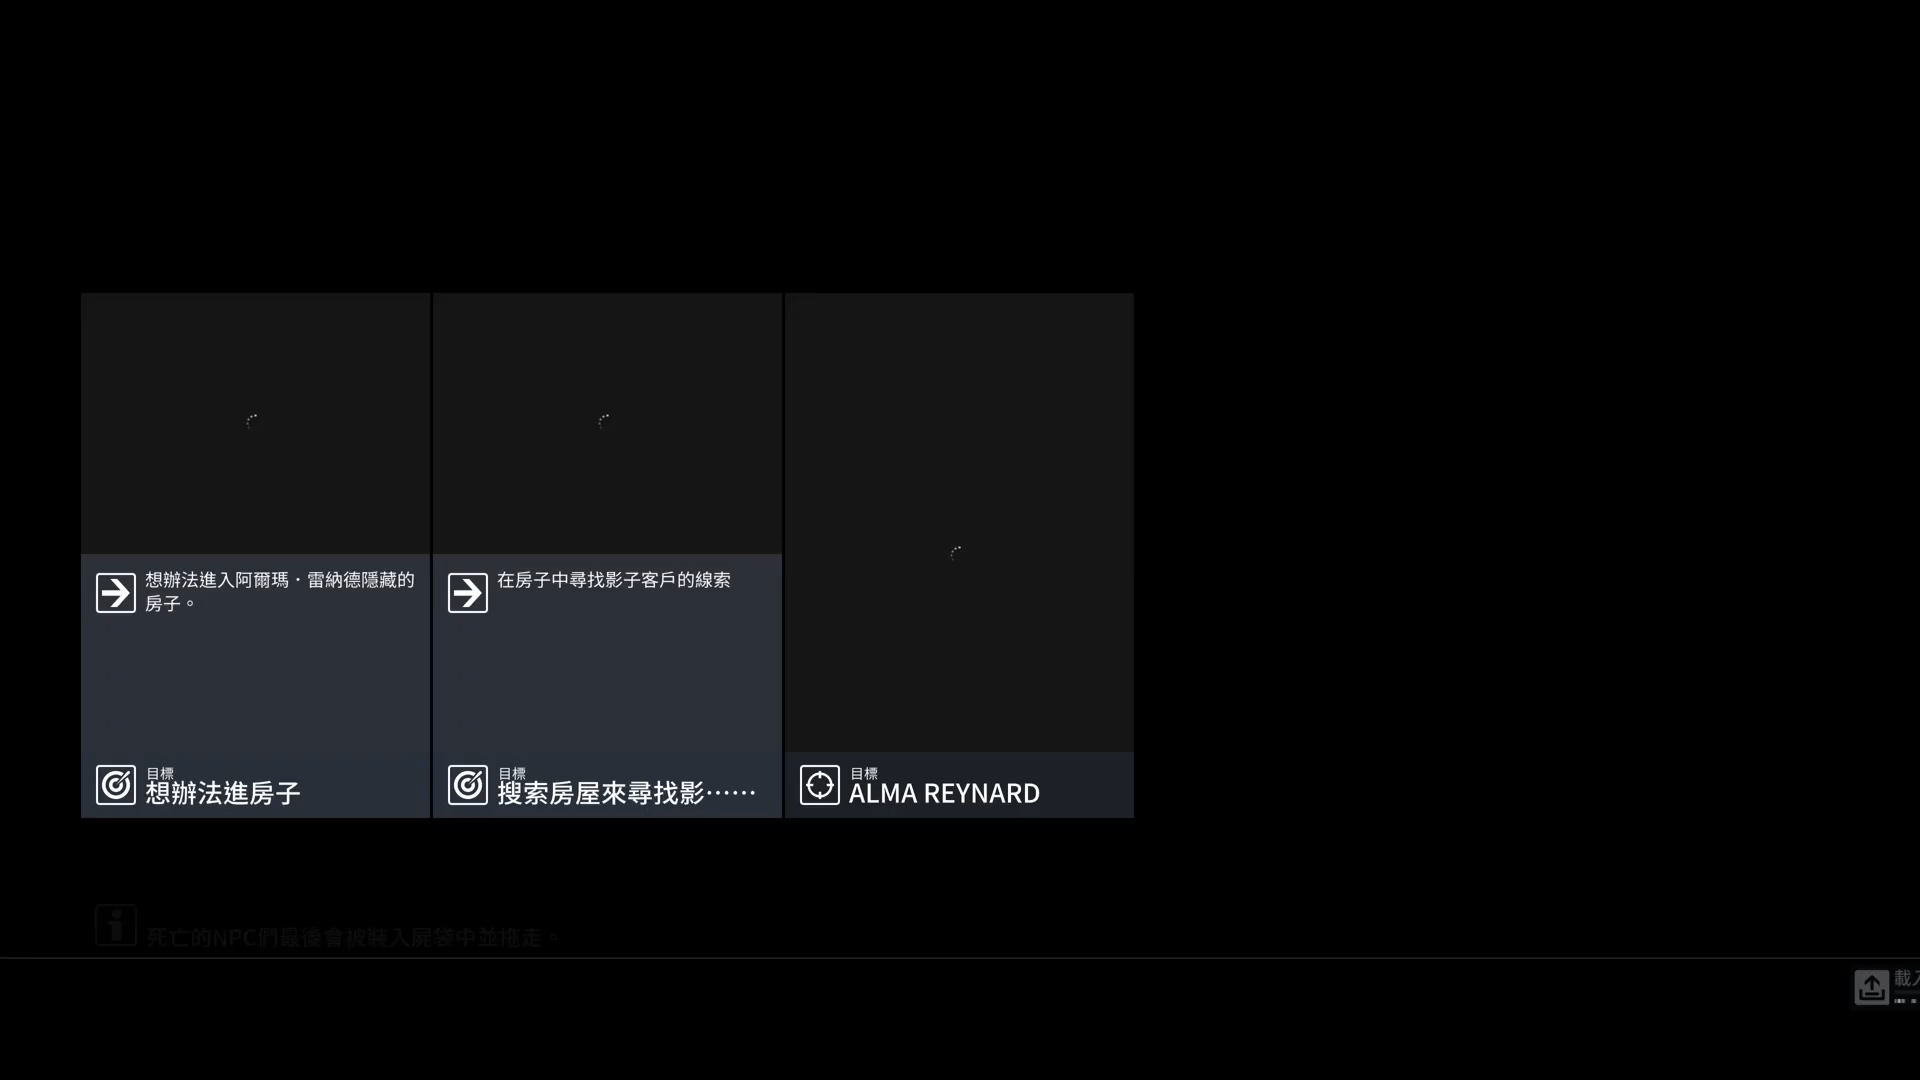 想辦法進入阿爾瑪·雷納德隱藏的
房子。
目標
想辦法進房子
在房子中尋找影子客戶的線索
目標
搜索房屋來尋找影⋯⋯
目標
ALMA REYNARD
死亡的NPC們最後會被裝入屍袋中並拖走。
載入